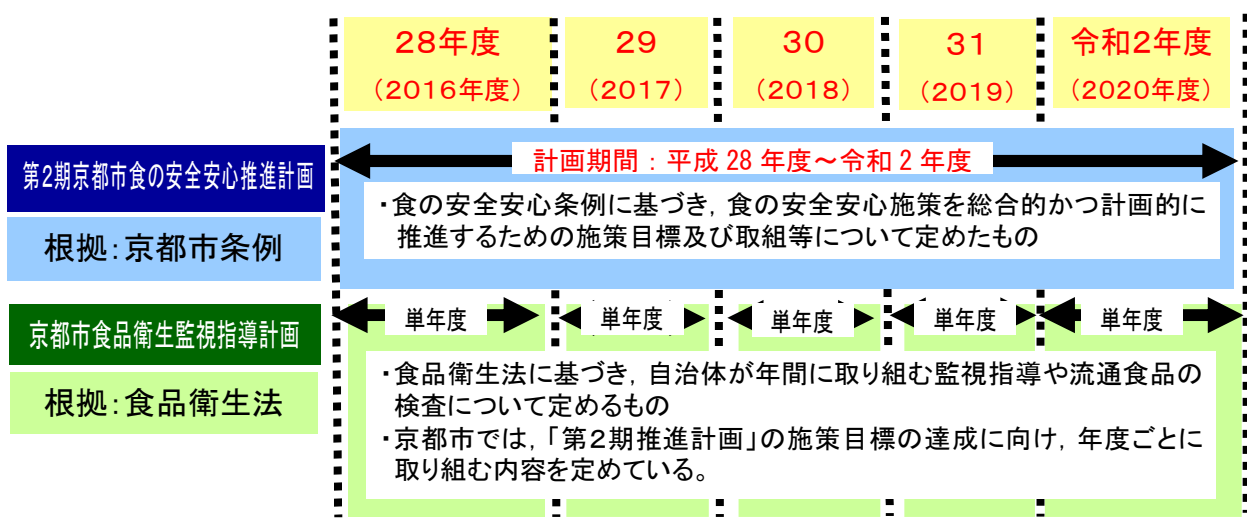 28年度 29 30 31 令和2年度
（2016年度） （2017） （2018） （2019） （2020年度）
第2期京都市食の安全安心推進計画
根拠：京都市条例
計画期間：平成 28 年度～令和 2 年度
・食の安全安心条例に基づき，食の安全安心施策を総合的かつ計画的に
推進するための施策目標及び取組等について定めたもの
京都市食品衛生監視指導計画
根拠：食品衛生法
単年度 単年度 単年度 単年度 単年度
・食品衛生法に基づき，自治体が年間に取り組む監視指導や流通食品の
検査について定めるもの
・京都市では，「第２期推進計画」の施策目標の達成に向け，年度ごとに
取り組む内容を定めている。